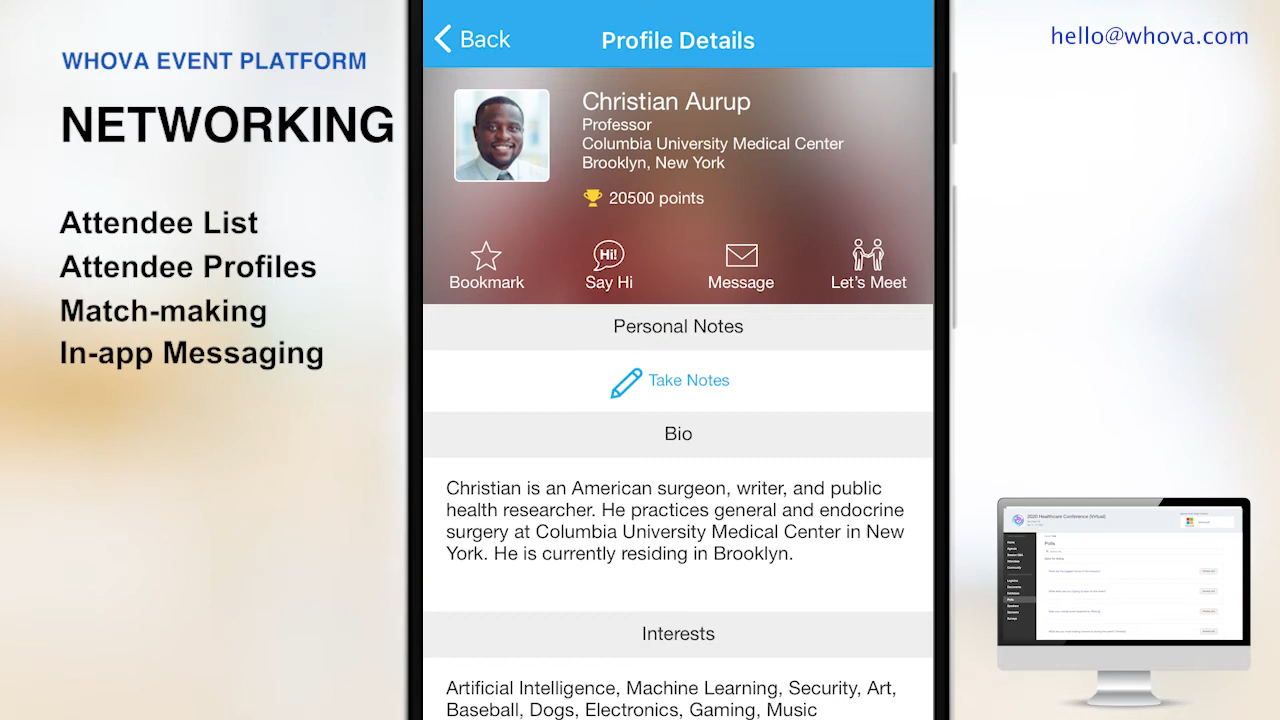 WHOVA EVENT PLATFORM
NETWORKING
Attendee List
Attendee Profiles
Match-making
In-app Messaging
Back
Profile Details
Christian Aurup
Professor
Columbia University Medical Center
Brooklyn, New York
20500 points
Bookmark
Hi!
Say Hi
Message
Let's Meet
Personal Notes
Take Notes
Bio
Christian is an American surgeon, writer, and public
health researcher. He practices general and endocrine
surgery at Columbia University Medical Center in New
York. He is currently residing in Brooklyn.
Interests
Artificial Intelligence, Machine Learning, Security, Art,
Baseball, Dogs, Electronics, Gaming, Music
hello@whova.com
2020 Healthcare Conference (Virtual)
Polls